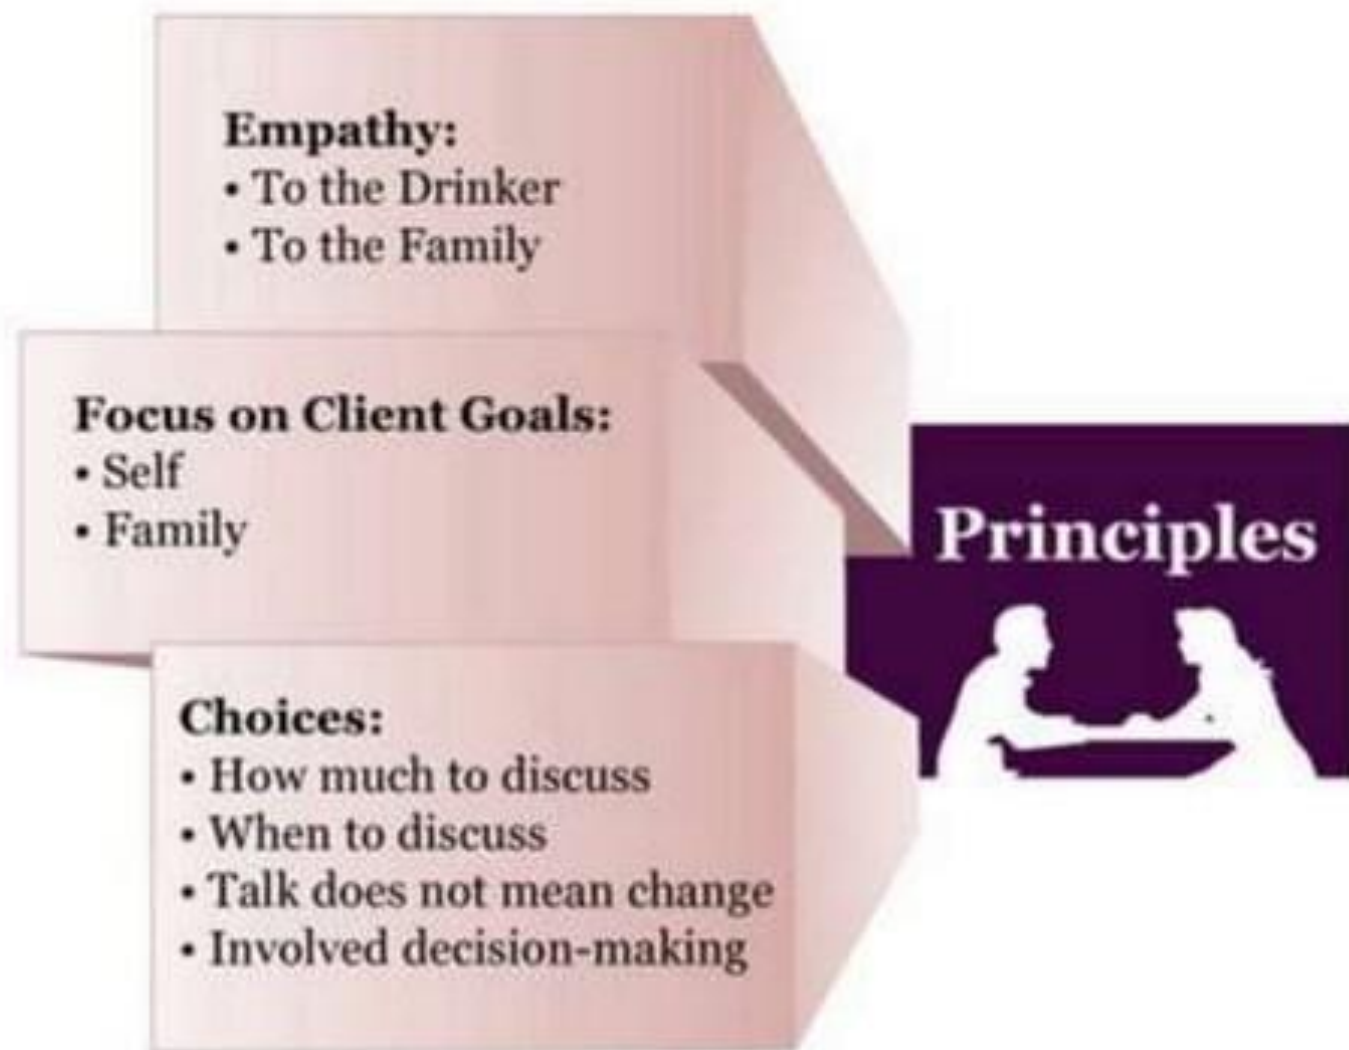 Empathy:
• To the Drinker
• To the Family
Focus on Client Goals:
• Self
• Family
Choices:
• How much to discuss
• When to discuss
• Talk does not mean change
• Involved decision-making
Principles